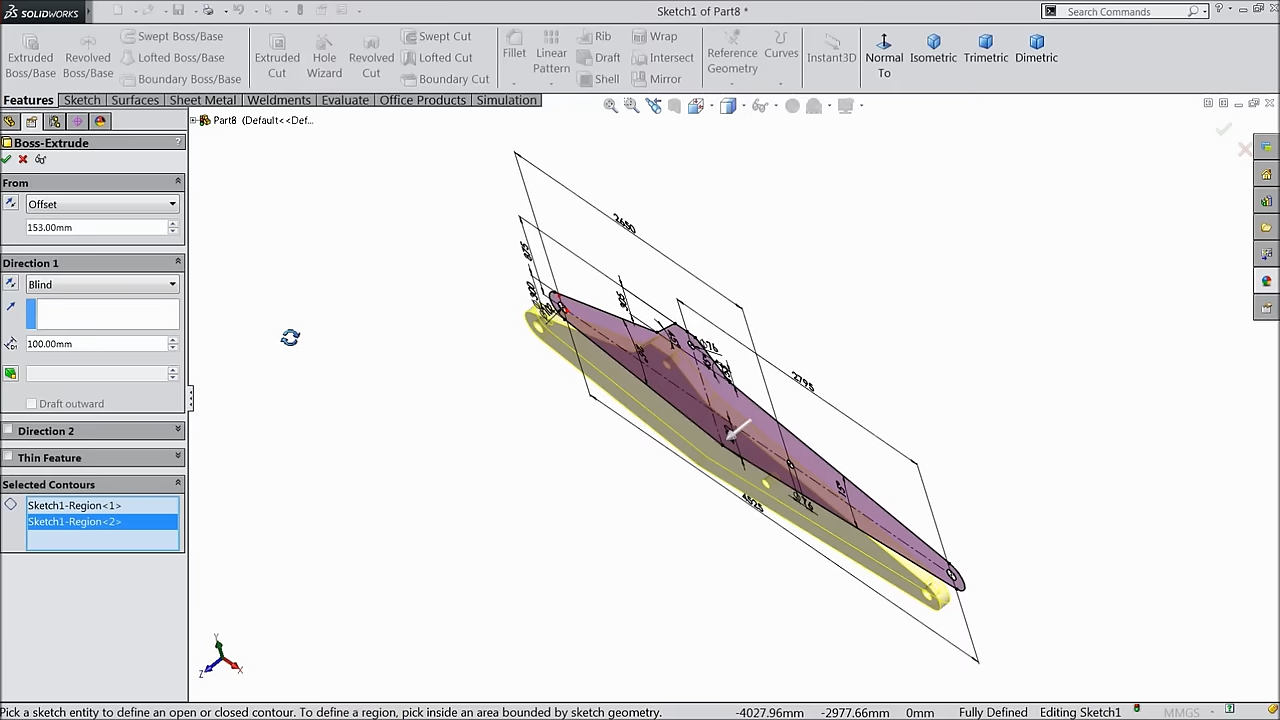 SOLIDWORKS
Sketch1 of Part8 *
Search Commands
Extruded Boss/Base
Revolved Boss/Base
Swept Boss/Base
Lofted Boss/Base
Boundary Boss/Base
Extruded Cut
Hole Wizard
Revolved Cut
Swept Cut
Lofted Cut
Boundary Cut
Fillet
Linear Pattern
Rib
Draft
Shell
Wrap
Intersect
Mirror
Reference Geometry
Curves
Instant3D
Normal To
Isometric
Trimetric
Dimetric
Features
Sketch
Surfaces
Sheet Metal
Weldments
Evaluate
Office Products
Simulation
Part8 (Default<<Def...
Boss-Extrude
?
From
Offset
153.00mm
Direction 1
Blind
100.00mm
Draft outward
Direction 2
Thin Feature
Selected Contours
Sketch1-Region<1>
Sketch1-Region<2>
2650
2795
4525
Y
X
Z
Pick a sketch entity to define an open or closed contour. To define a region, pick inside an area bounded by sketch geometry.
-4027.96mm
-2977.66mm
0mm
Fully Defined
Editing Sketch1
MMGS